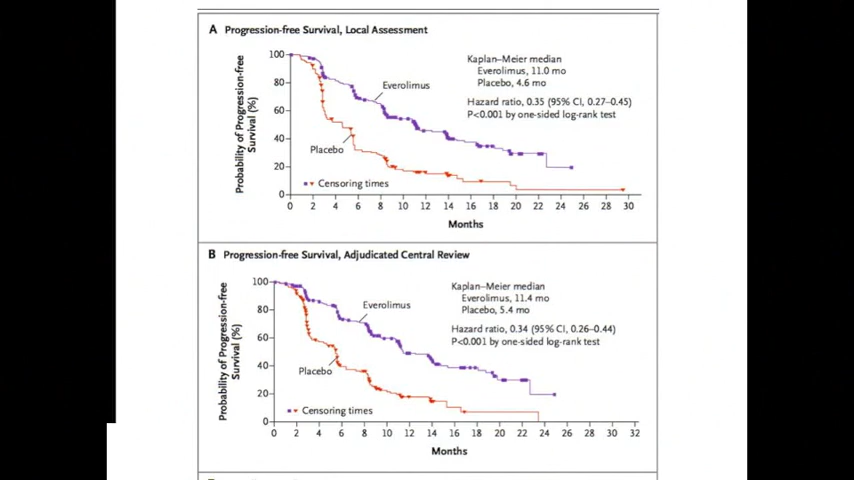 A Progression-free Survival, Local Assessment
Probability of Progression-free
Survival (%)
100
80
60
40
20
0
Kaplan–Meier median
Everolimus, 11.0 mo
Placebo, 4.6 mo
Hazard ratio, 0.35 (95% CI, 0.27–0.45)
P<0.001 by one-sided log-rank test
Everolimus
Placebo
Censoring times
0 2 4 6 8 10 12 14 16 18 20 22 24 26 28 30
Months
B Progression-free Survival, Adjudicated Central Review
Probability of Progression-free
Survival (%)
100
80
60
40
20
0
Kaplan–Meier median
Everolimus, 11.4 mo
Placebo, 5.4 mo
Hazard ratio, 0.34 (95% CI, 0.26–0.44)
P<0.001 by one-sided log-rank test
Everolimus
Placebo
Censoring times
0 2 4 6 8 10 12 14 16 18 20 22 24 26 28 30 32
Months